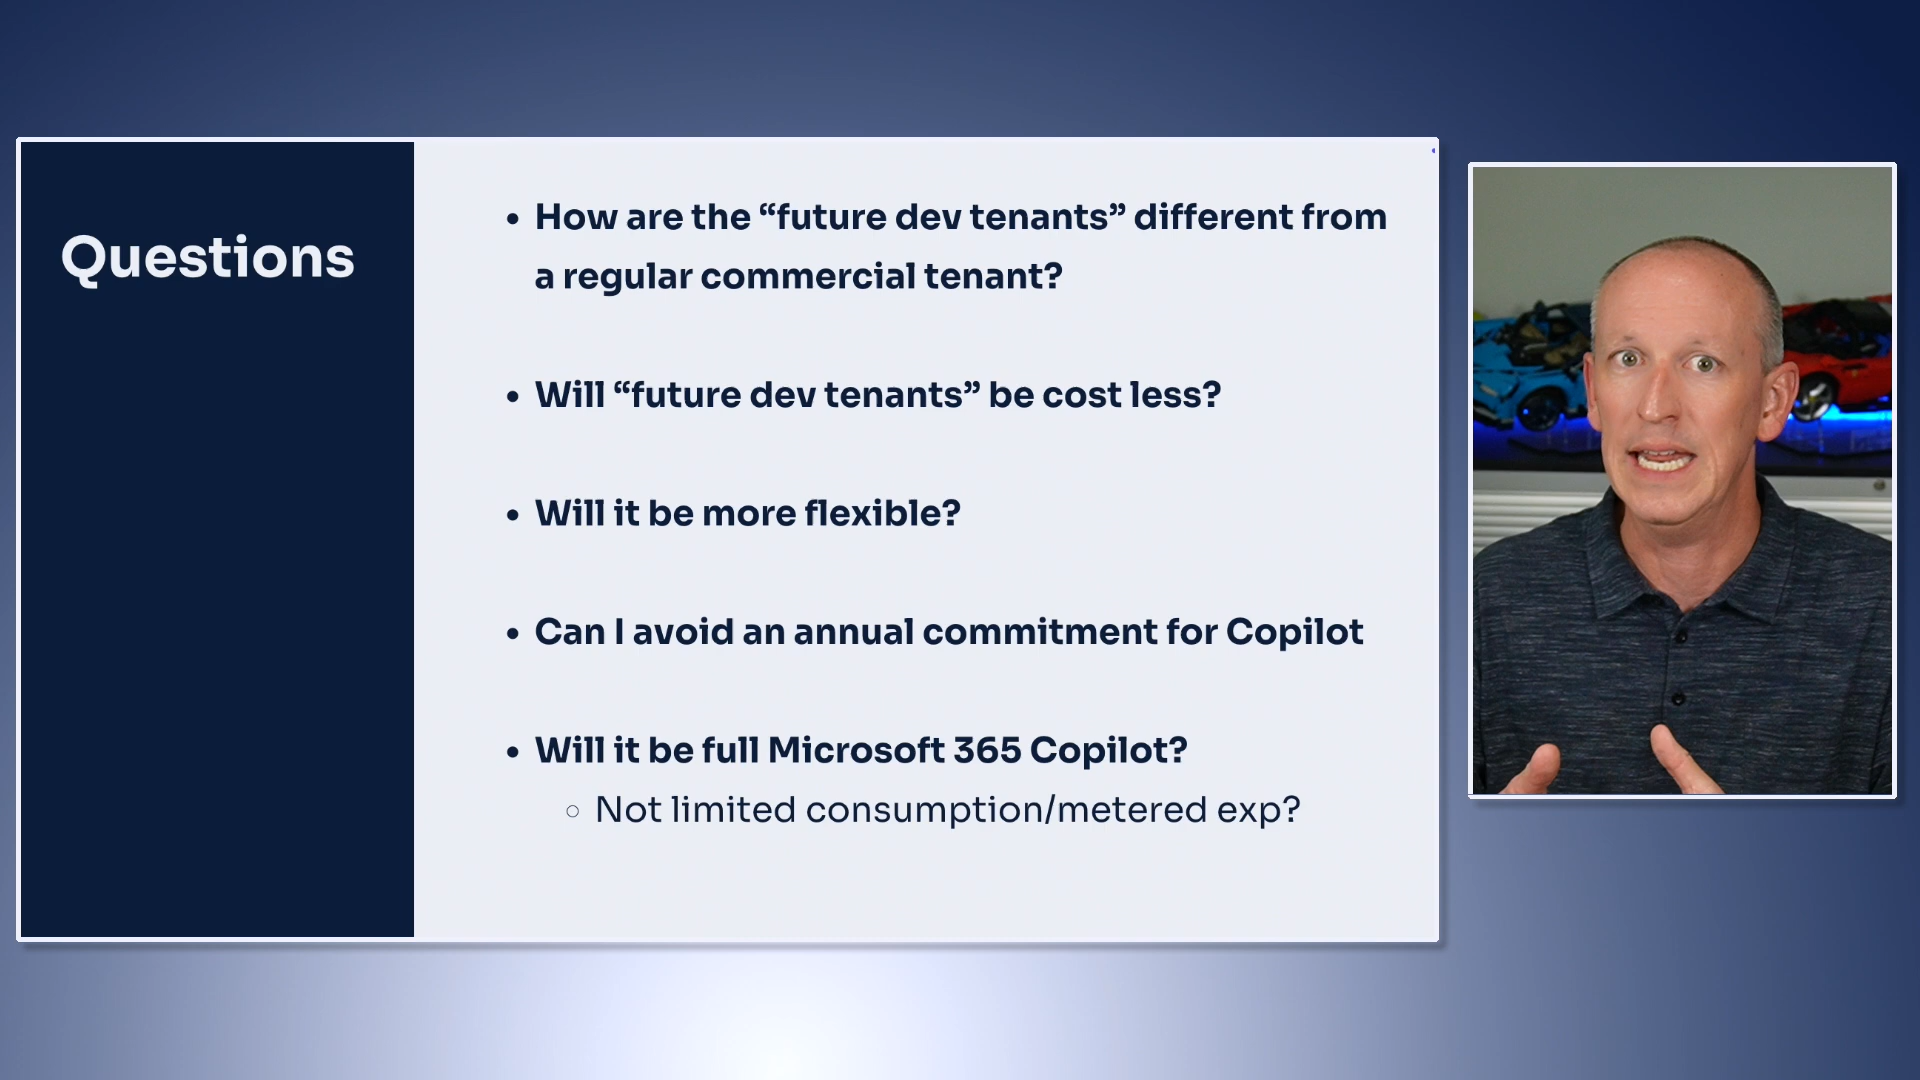 Questions
• How are the “future dev tenants” different from
a regular commercial tenant?
• Will “future dev tenants” be cost less?
• Will it be more flexible?
• Can I avoid an annual commitment for Copilot
• Will it be full Microsoft 365 Copilot?
○ Not limited consumption/metered exp?